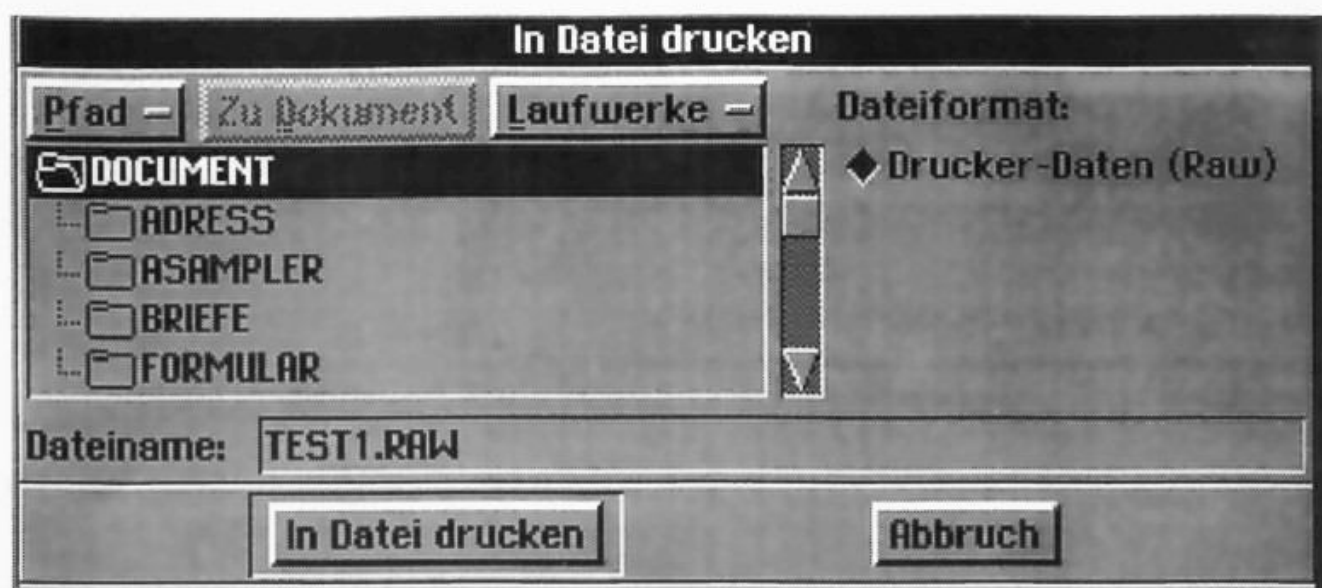 In Datei drucken
Pfad Zu Dokument Laufwerke Dateiformat:
DOCUMENT Drucker-Daten (Raw)
ADRESS
ASAMPLER
BRIEFE
FORMULAR
Dateiname: TEST1.RAW
In Datei drucken Abbruch